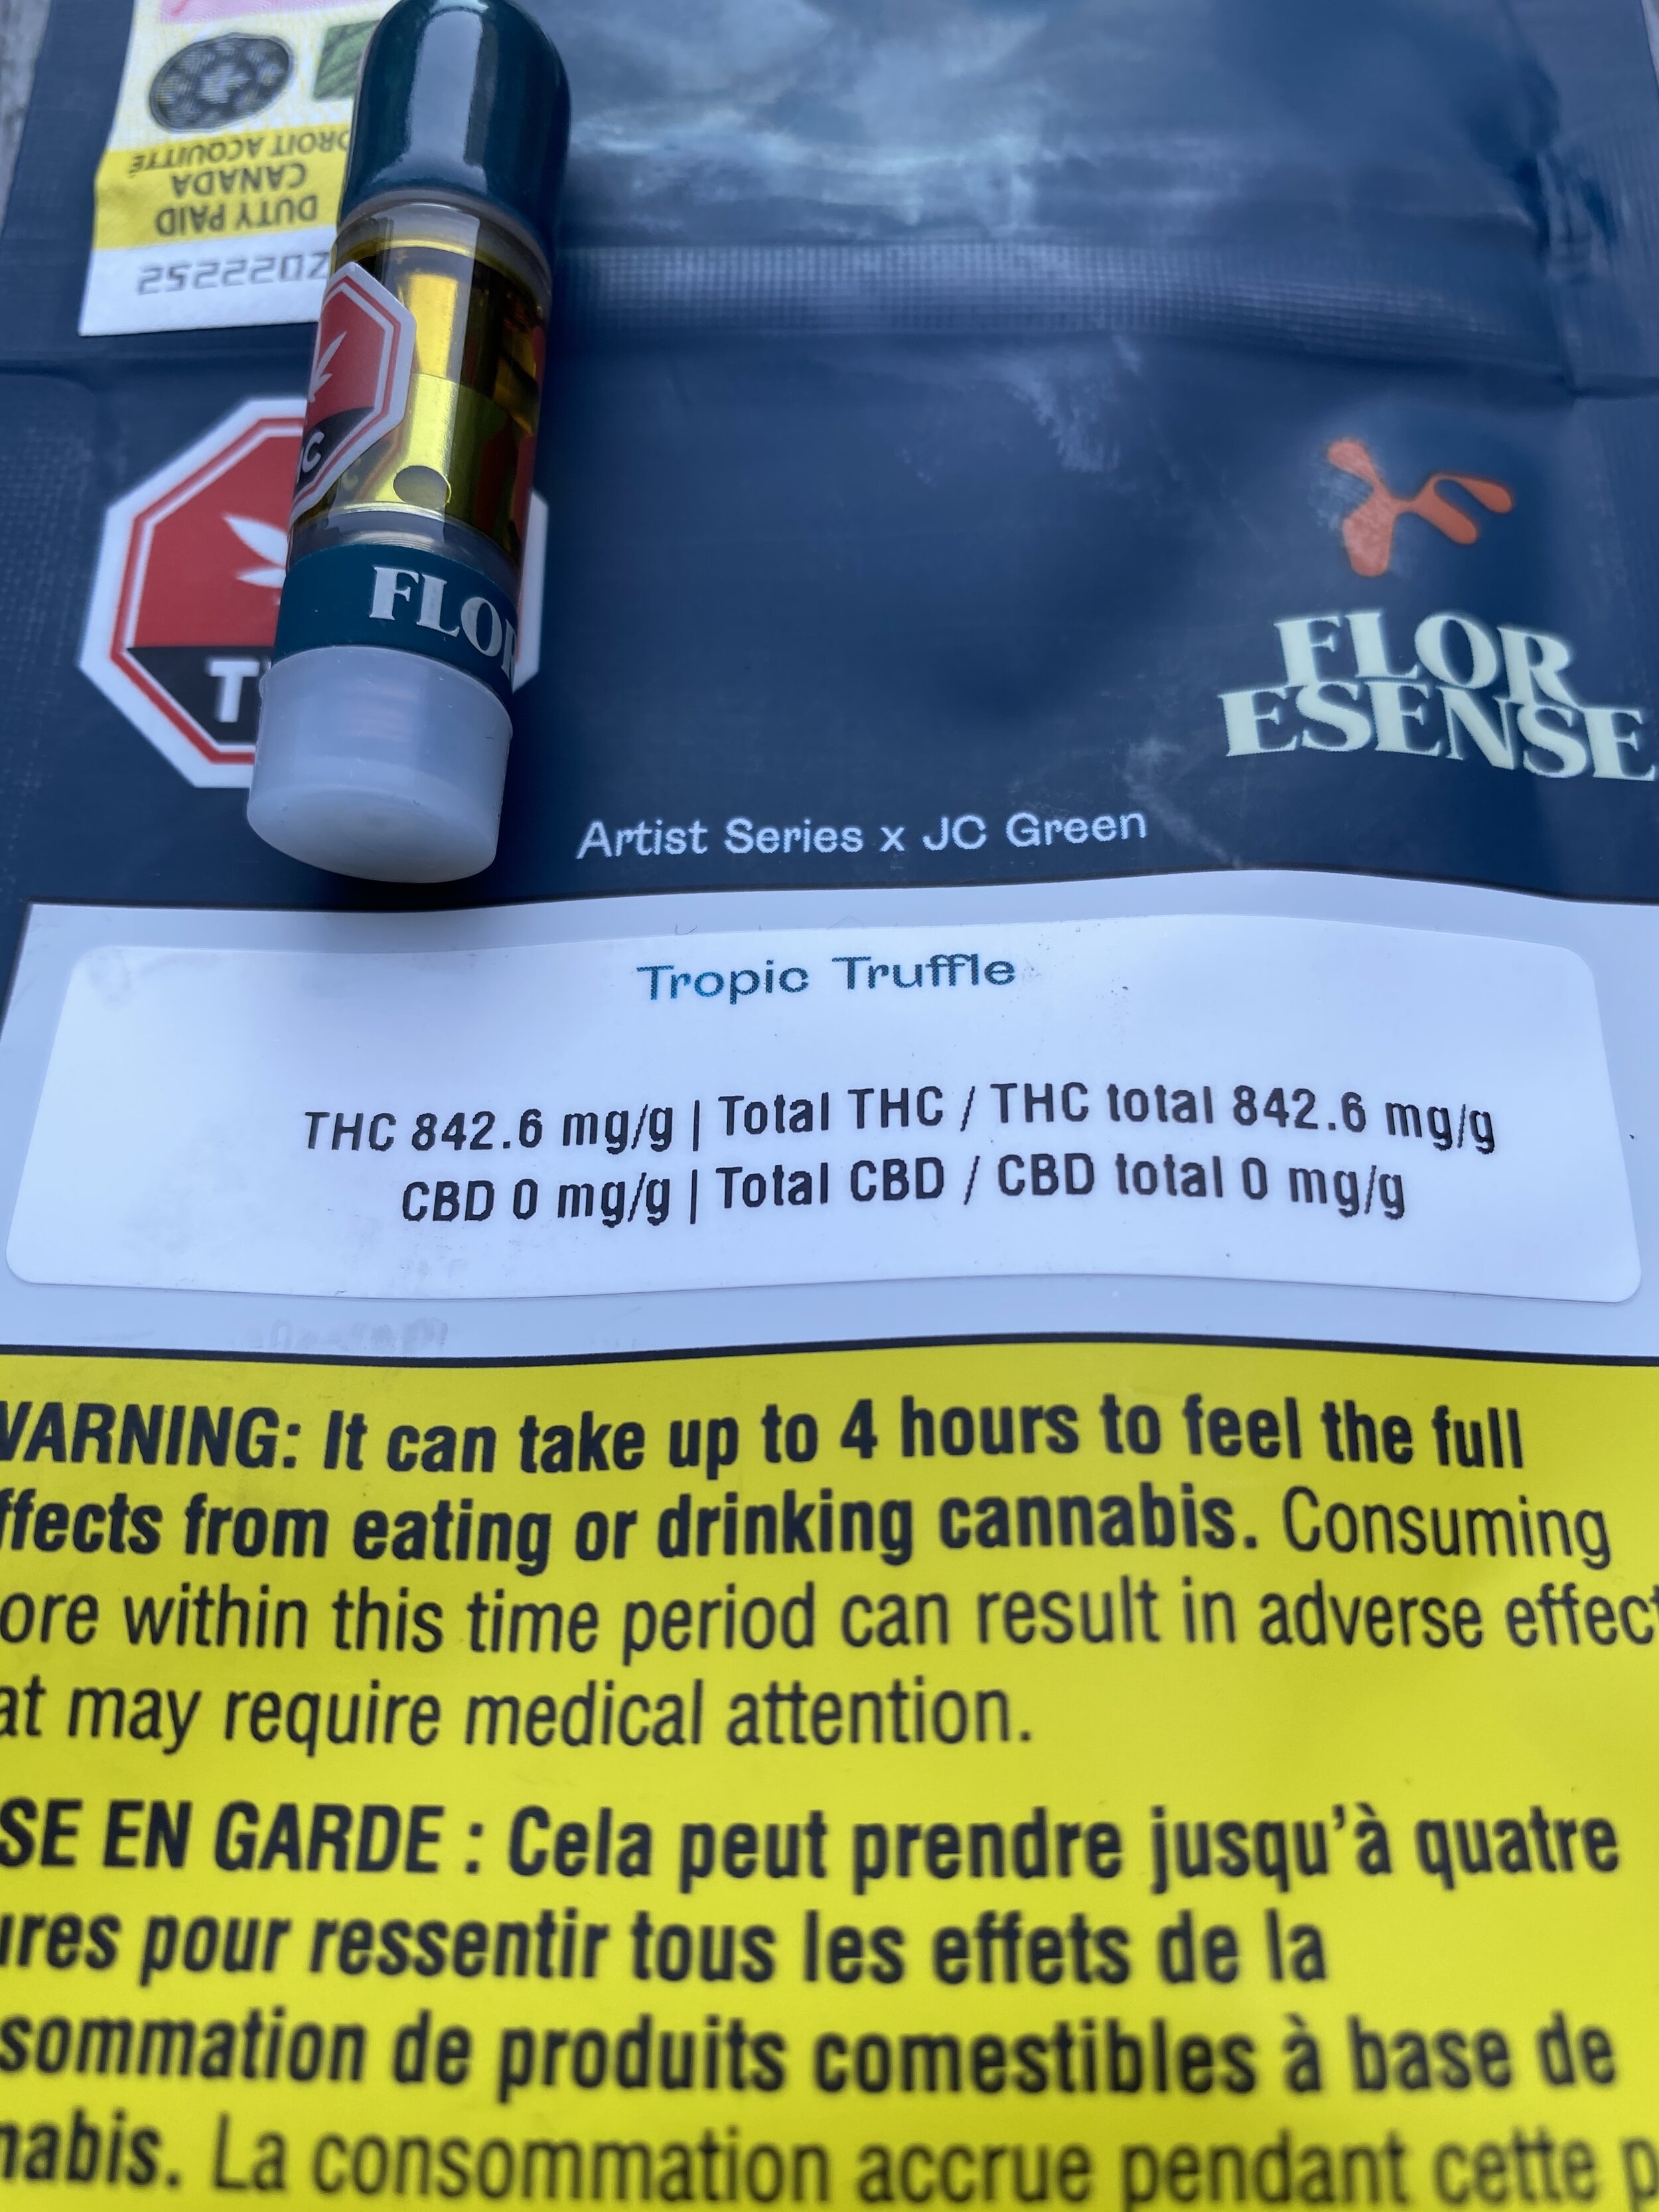 DROIT ACQUITTÉ
CANADA
DUTY PAID
FLOR
FLOR
ESENSE
Artist Series x JC Green
Tropic Truffle
THC 842.6 mg/g | Total THC / THC total 842.6 mg/g
CBD 0 mg/g | Total CBD / CBD total 0 mg/g
WARNING: It can take up to 4 hours to feel the full
ffects from eating or drinking cannabis. Consuming
ore within this time period can result in adverse effect
at may require medical attention.
SE EN GARDE : Cela peut prendre jusqu'à quatre
ures pour ressentir tous les effets de la
sommation de produits comestibles à base de
nabis. La consommation accrue pendant cette p